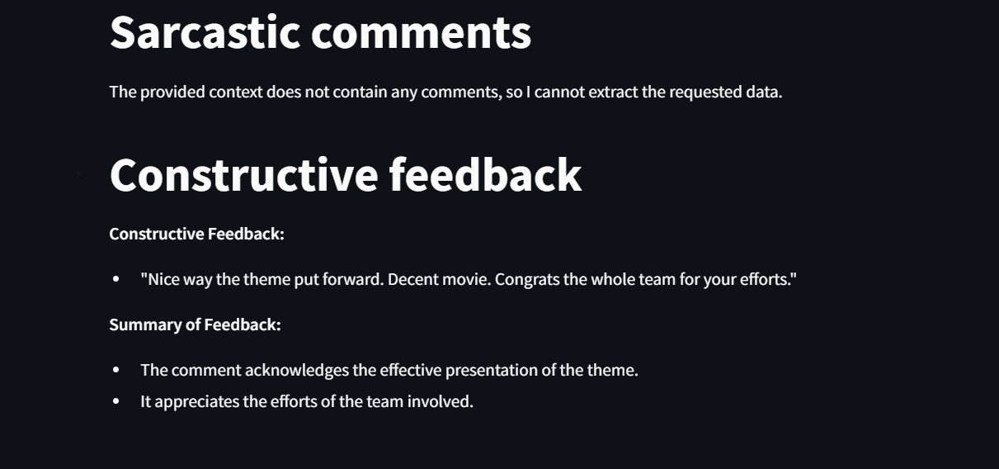 Sarcastic comments
The provided context does not contain any comments, so I cannot extract the requested data.
Constructive feedback
Constructive Feedback:
• "Nice way the theme put forward. Decent movie. Congrats the whole team for your efforts."
Summary of Feedback:
• The comment acknowledges the effective presentation of the theme.
• It appreciates the efforts of the team involved.